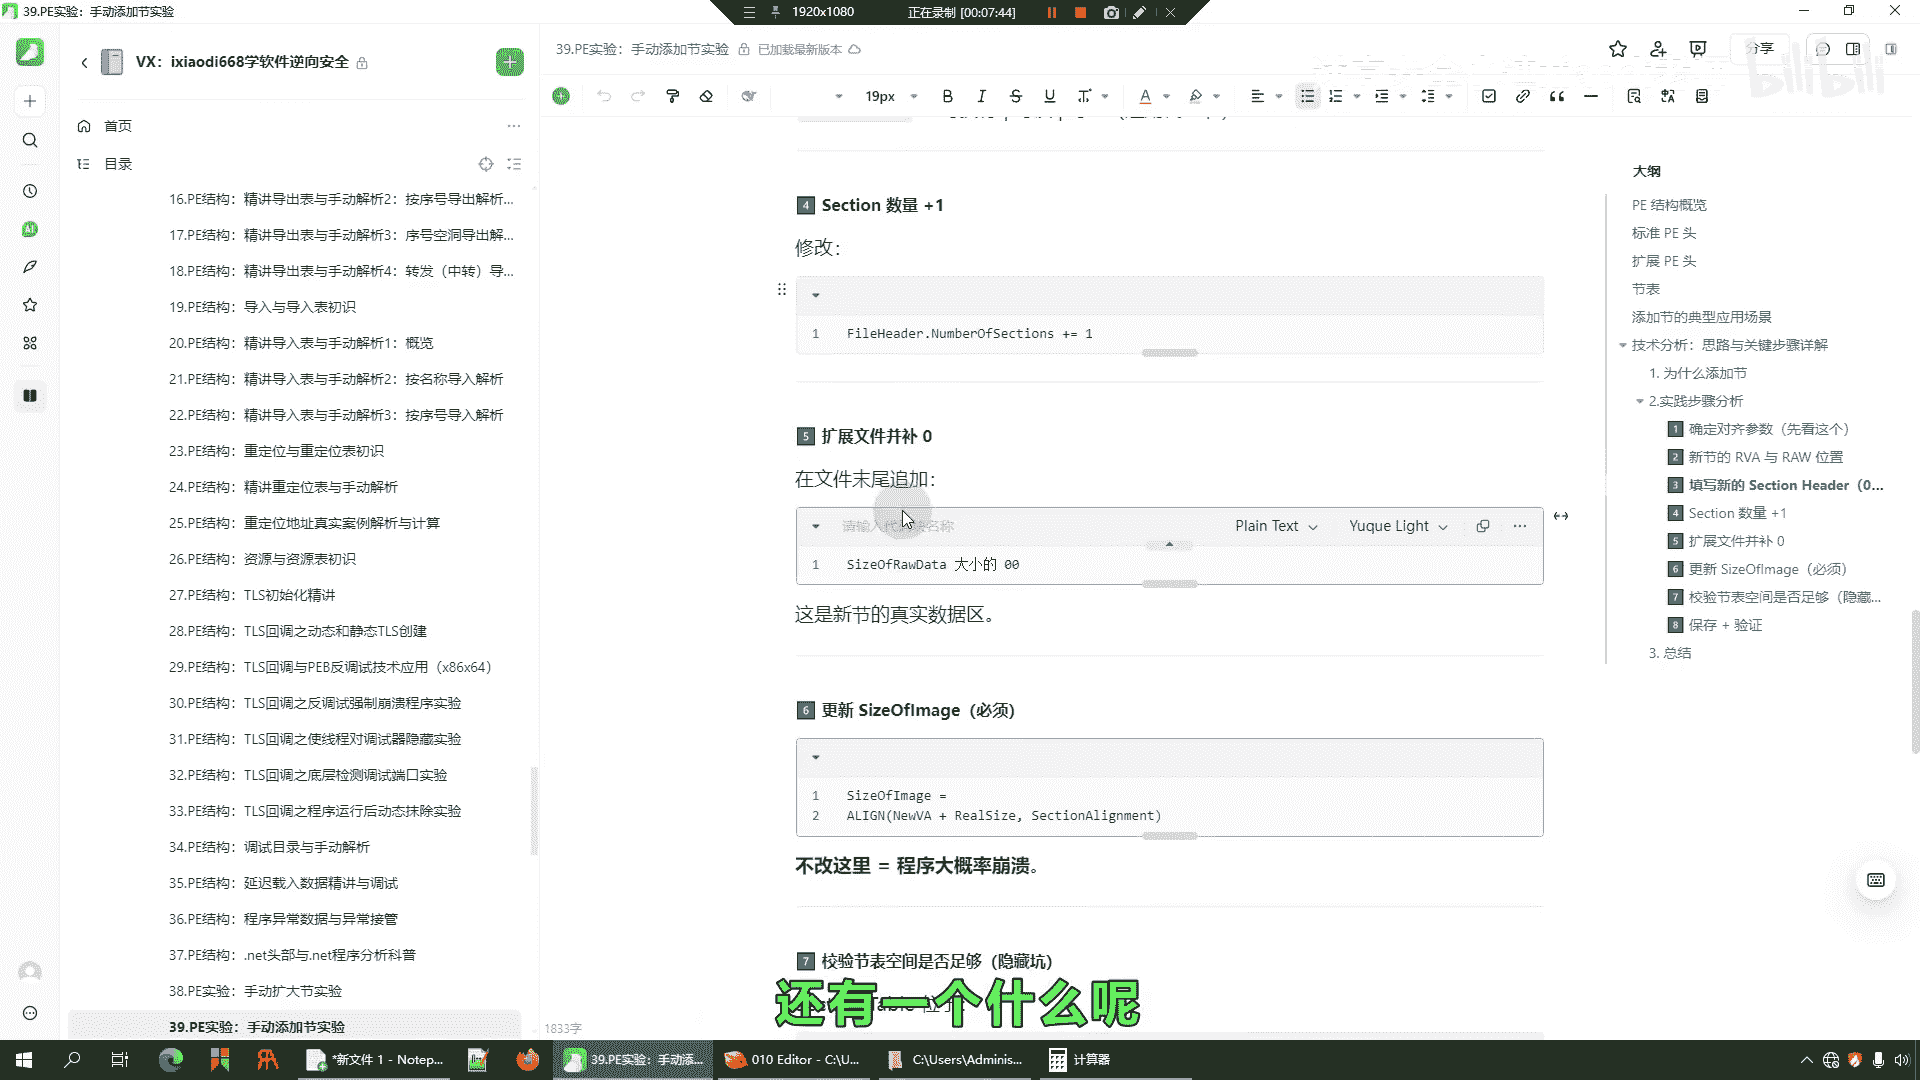 39.PE实验：手动添加节实验
1920x1080
正在录制 [00:07:44]
VX：ixiaodi668学软件逆向安全
首页
目录
16.PE结构：精讲导出表与手动解析2：按序号导出解析...
17.PE结构：精讲导出表与手动解析3：序号空洞导出解...
18.PE结构：精讲导出表与手动解析4：转发（中转）导...
19.PE结构：导入与导入表初识
20.PE结构：精讲导入表与手动解析1：概览
21.PE结构：精讲导入表与手动解析2：按名称导入解析
22.PE结构：精讲导入表与手动解析3：按序号导入解析
23.PE结构：重定位与重定位表初识
24.PE结构：精讲重定位表与手动解析
25.PE结构：重定位地址真实案例解析与计算
26.PE结构：资源与资源表初识
27.PE结构：TLS初始化精讲
28.PE结构：TLS回调之动态和静态TLS创建
29.PE结构：TLS回调与PEB反调试技术应用（x86x64）
30.PE结构：TLS回调之反调试强制崩溃程序实验
31.PE结构：TLS回调之使线程对调试器隐藏实验
32.PE结构：TLS回调之底层检测调试端口实验
33.PE结构：TLS回调之程序运行后动态抹除实验
34.PE结构：调试目录与手动解析
35.PE结构：延迟载入数据精讲与调试
36.PE结构：程序异常数据与异常接管
37.PE结构：.net头部与.net程序分析科普
38.PE实验：手动扩大节实验
39.PE实验：手动添加节实验
39.PE实验：手动添加节实验
已加载最新版本
分享
bilibili
19px
4 Section 数量 +1
修改：
1 FileHeader.NumberOfSections += 1
5 扩展文件并补 0
在文件末尾追加：
请输入代码块名称
Plain Text
Yuque Light
1 SizeOfRawData 大小的 00
这是新节的真实数据区。
6 更新 SizeOfImage（必须）
1 SizeOfImage =
2 ALIGN(NewVA + RealSize, SectionAlignment)
不改这里 = 程序大概率崩溃。
7 校验节表空间是否足够（隐藏坑）
还有一个什么呢
1833字
大纲
PE 结构概览
标准 PE 头
扩展 PE 头
节表
添加节的典型应用场景
技术分析：思路与关键步骤详解
1. 为什么添加节
2.实践步骤分析
1 确定对齐参数（先看这个）
2 新节的 RVA 与 RAW 位置
3 填写新的 Section Header（0...
4 Section 数量 +1
5 扩展文件并补 0
6 更新 SizeOfImage（必须）
7 校验节表空间是否足够（隐藏...
8 保存 + 验证
3. 总结
*新文件 1 - Notep...
39.PE实验：手动添...
010 Editor - C:\U...
C:\Users\Adminis...
计算器